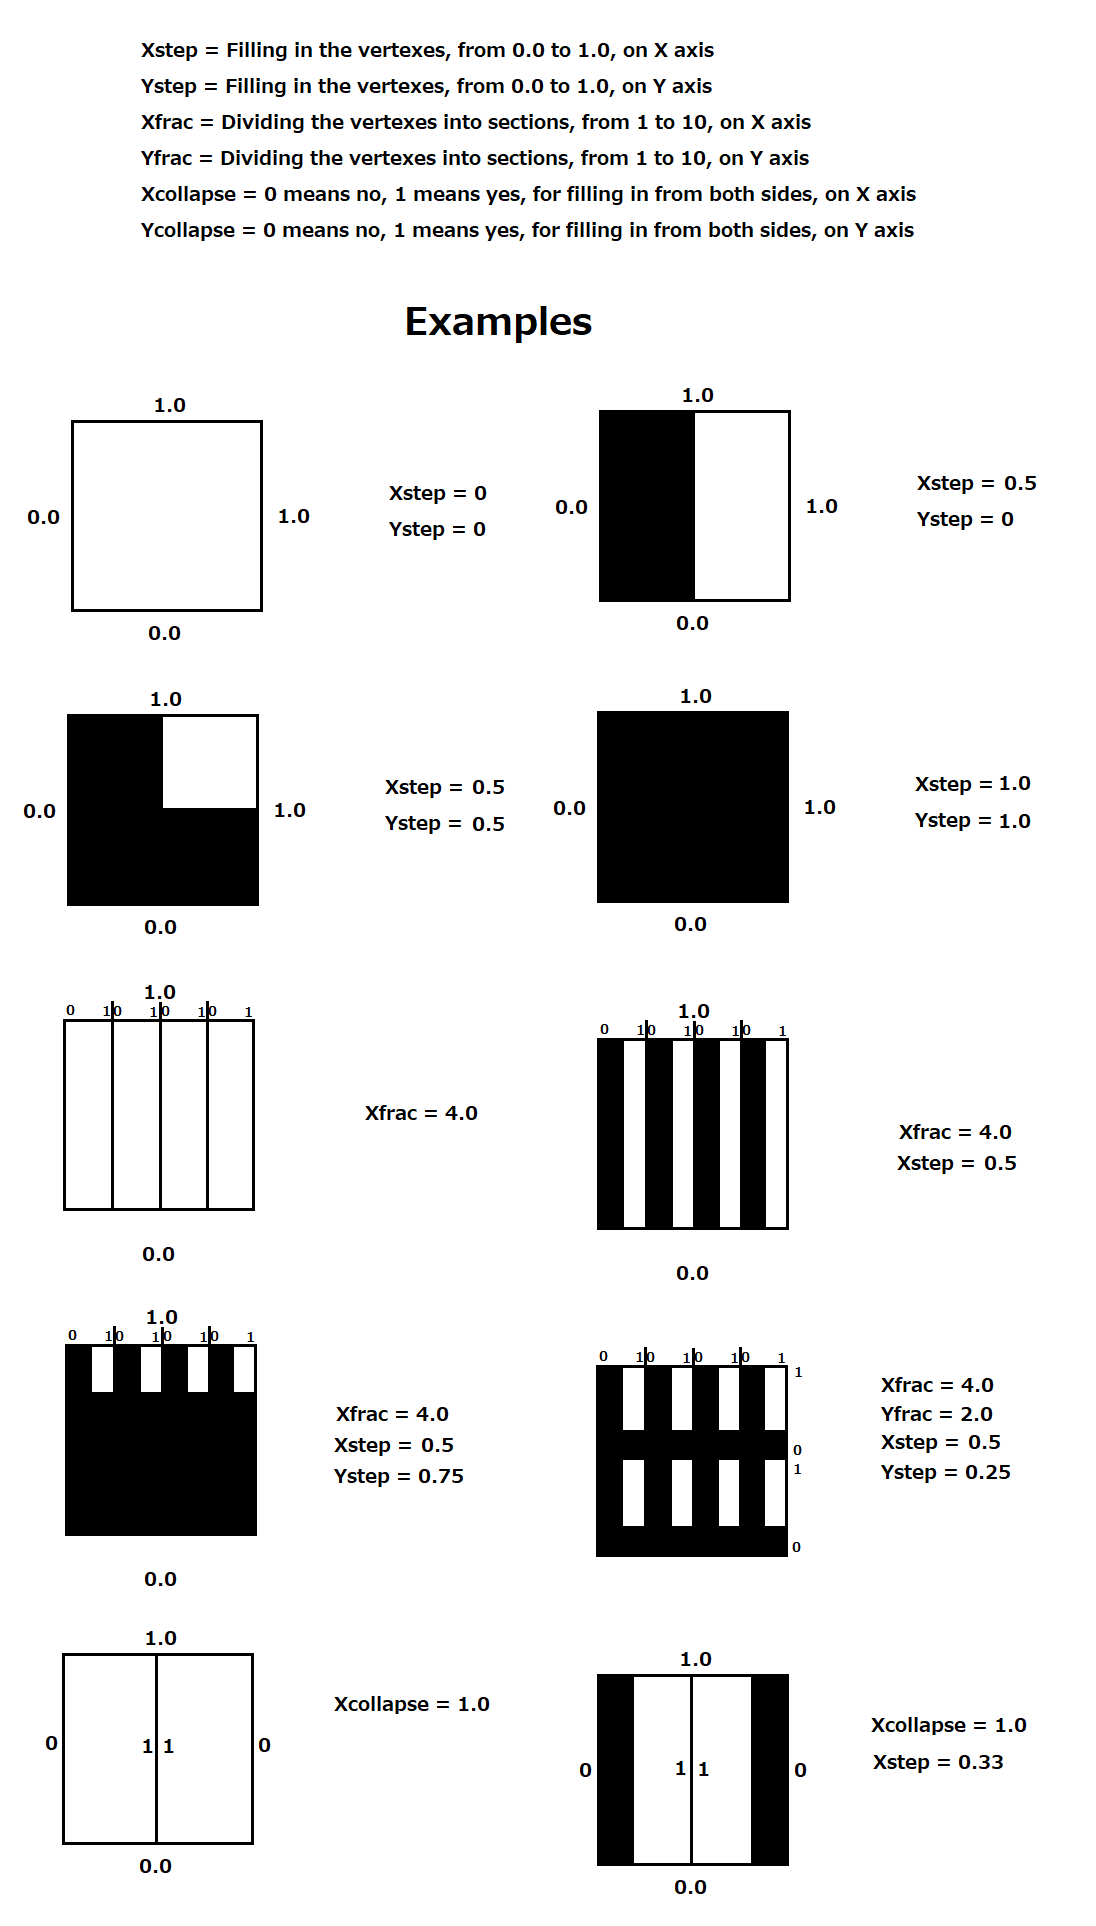 Xstep = Filling in the vertexes, from 0.0 to 1.0, on X axis
Ystep = Filling in the vertexes, from 0.0 to 1.0, on Y axis
Xfrac = Dividing the vertexes into sections, from 1 to 10, on X axis
Yfrac = Dividing the vertexes into sections, from 1 to 10, on Y axis
Xcollapse = 0 means no, 1 means yes, for filling in from both sides, on X axis
Ycollapse = 0 means no, 1 means yes, for filling in from both sides, on Y axis
Examples
1.0
0.0
1.0
0.0
Xstep = 0
Ystep = 0
1.0
0.0
1.0
0.0
Xstep = 0.5
Ystep = 0
1.0
0.0
1.0
0.0
Xstep = 0.5
Ystep = 0.5
1.0
0.0
1.0
0.0
Xstep = 1.0
Ystep = 1.0
1.0
0 1 0 1 0 1 0 1
0.0
Xfrac = 4.0
1.0
0 1 0 1 0 1 0 1
0.0
Xfrac = 4.0
Xstep = 0.5
1.0
0 1 0 1 0 1 0 1
0.0
Xfrac = 4.0
Xstep = 0.5
Ystep = 0.75
0 1 0 1 0 1 0 1
1
0
1
0
Xfrac = 4.0
Yfrac = 2.0
Xstep = 0.5
Ystep = 0.25
1.0
0 1 1 0
0.0
Xcollapse = 1.0
1.0
0 1 1 0
0.0
Xcollapse = 1.0
Xstep = 0.33